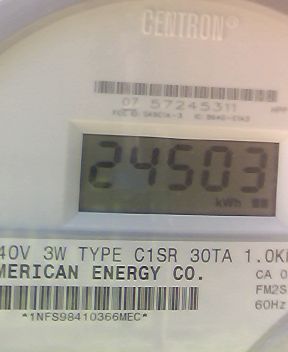 CENTRON®
07 57245311
24503
kWh
40V 3W TYPE C1SR 30TA 1.0K
MERICAN ENERGY CO.
CA 0
FM2S
60Hz
*1NFS98410366MEC*